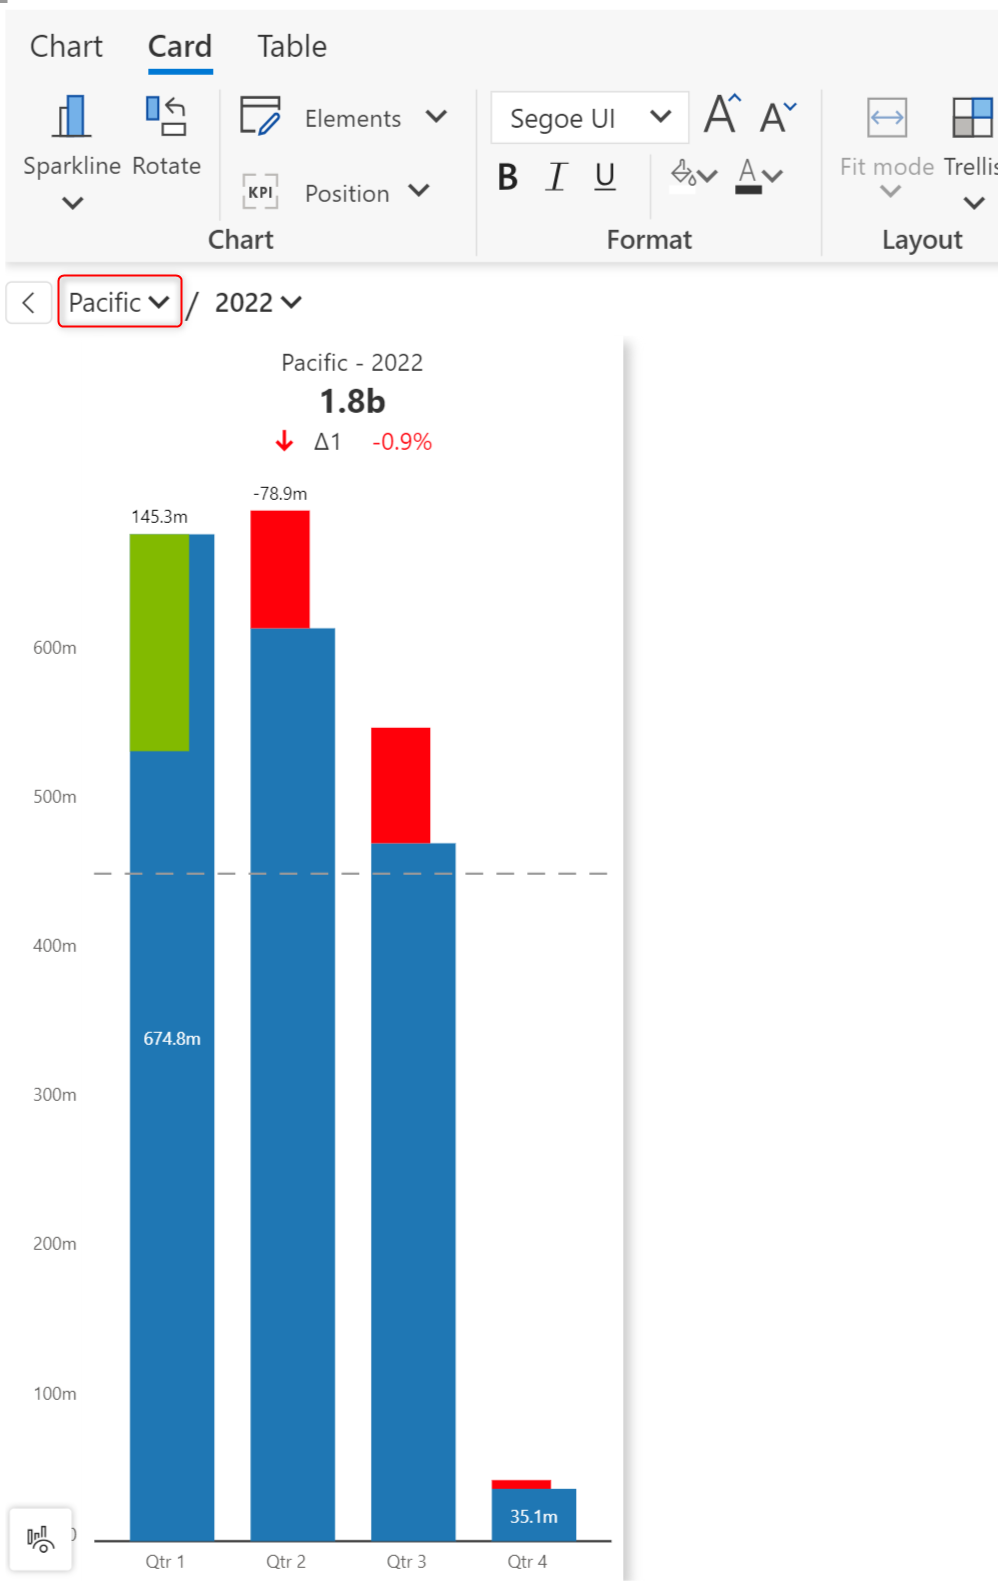 Chart Card Table
Sparkline Rotate
Elements
KPI Position
Chart
Segoe UI A A
B I U A
Format
Fit mode Trellis
Layout
Pacific / 2022
Pacific - 2022
1.8b
Δ1 -0.9%
-78.9m
145.3m
600m
500m
400m
674.8m
300m
200m
100m
35.1m
0
Qtr 1 Qtr 2 Qtr 3 Qtr 4